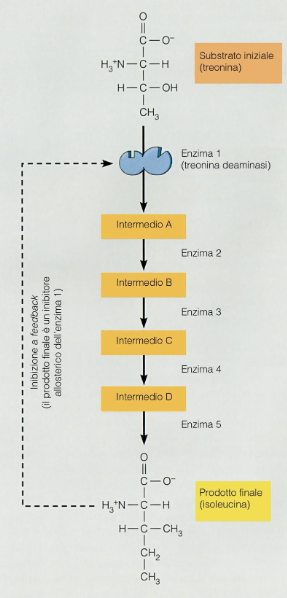 O
C—O⁻
H₃⁺N—C—H
H—C—OH
CH₃
Substrato iniziale
(treonina)
Enzima 1
(treonina deaminasi)
Intermedio A
Enzima 2
Intermedio B
Enzima 3
Intermedio C
Enzima 4
Intermedio D
Enzima 5
Inibizione a feedback
(il prodotto finale è un inibitore
allosterico dell'enzima 1)
O
C—O⁻
H₃⁺N—C—H
H—C—CH₃
CH₂
CH₃
Prodotto finale
(isoleucina)